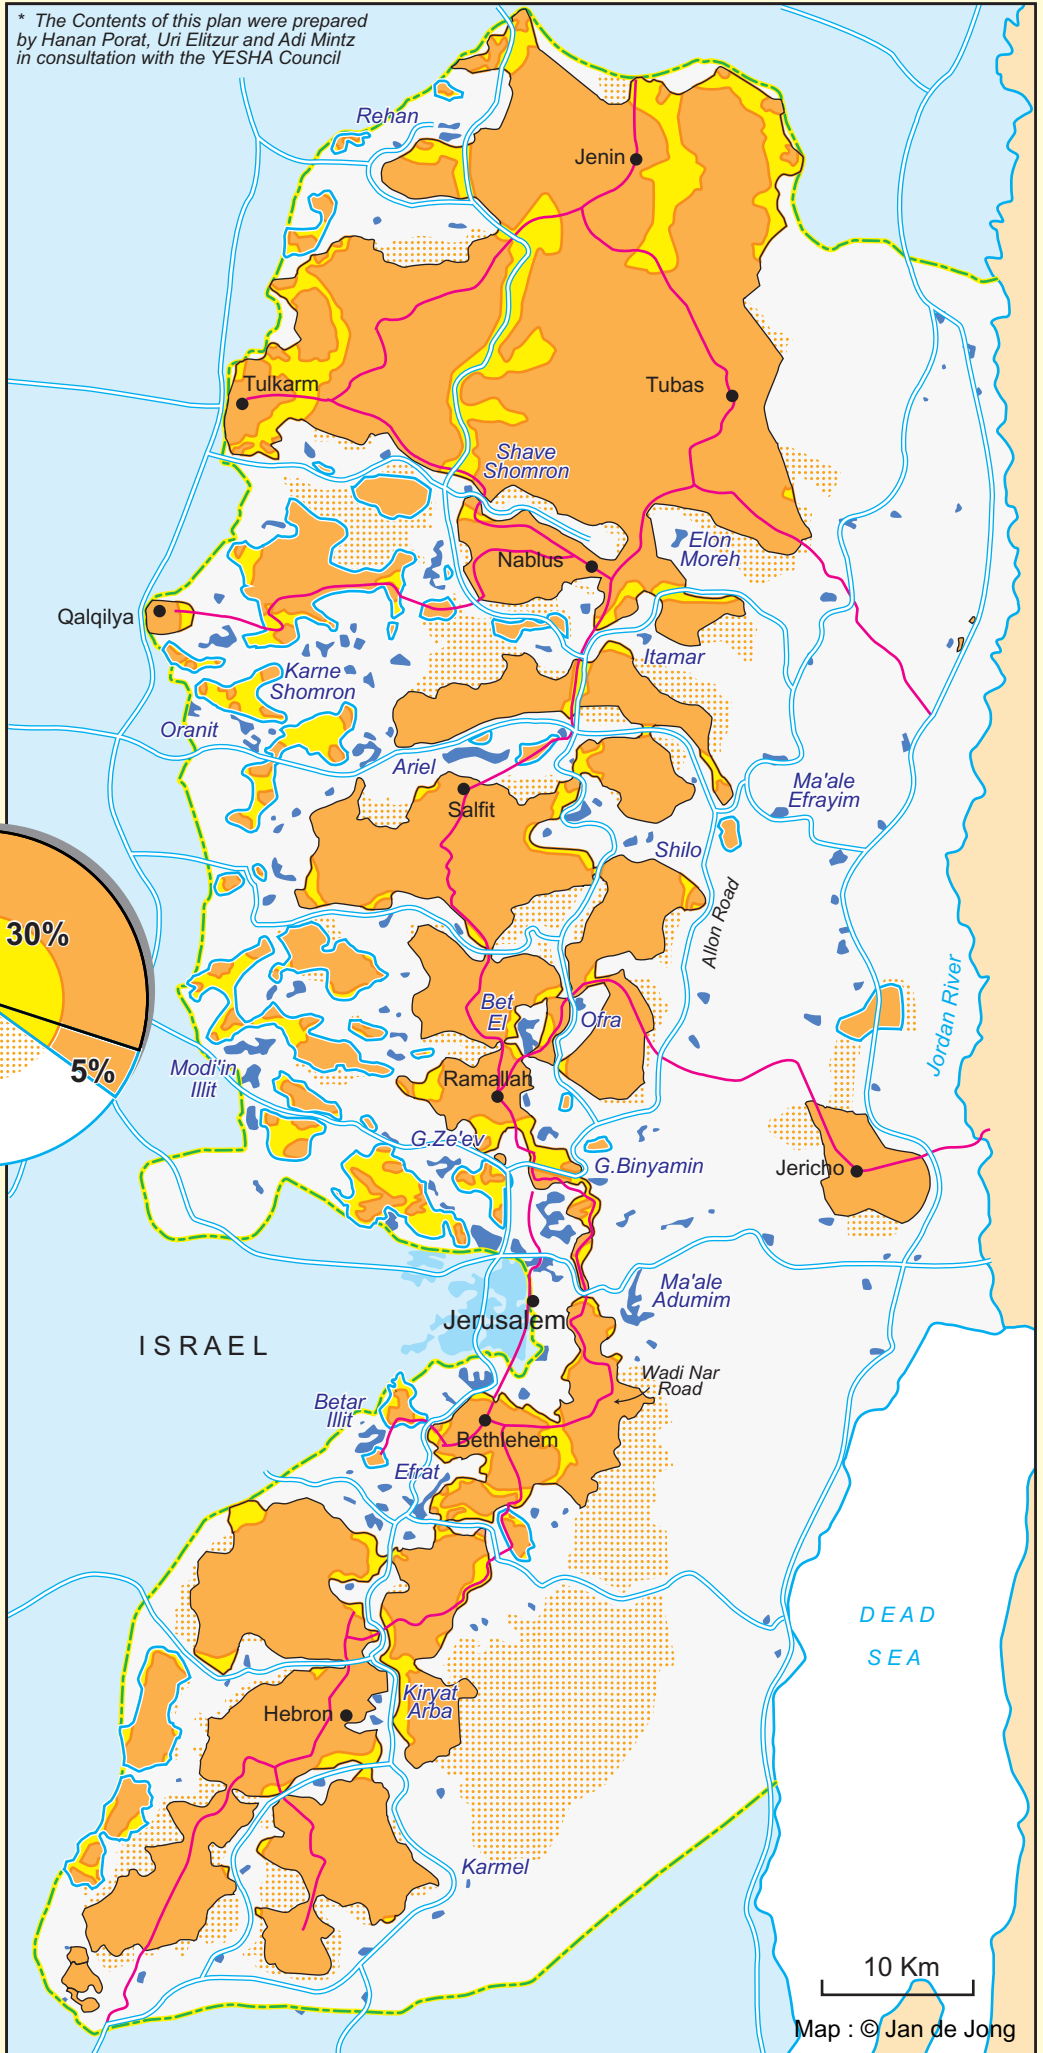 * The Contents of this plan were prepared
by Hanan Porat, Uri Elitzur and Adi Mintz
in consultation with the YESHA Council
Rehan
Jenin
Tulkarm
Tubas
Shave
Shomron
Elon
Moreh
Nablus
Qalqilya
Itamar
Karne
Shomron
Oranit
Ariel
Ma'ale
Efrayim
Salfit
Shilo
Allon Road
30%
Jordan River
Bet
El
Ofra
5%
Modi'in
Illit
Ramallah
G.Ze'ev
G.Binyamin
Jericho
Ma'ale
Adumim
Jerusalem
ISRAEL
Wadi Nar
Road
Betar
Illit
Bethlehem
Efrat
DEAD
SEA
Kiryat
Arba
Hebron
Karmel
10 Km
Map : © Jan de Jong